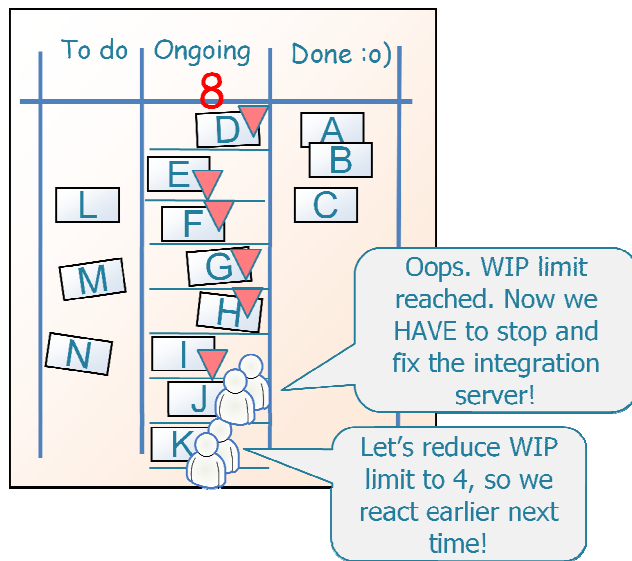 To do Ongoing Done :o)
8
D A
B
E
L F C
G
M
H
N I
J
K
Oops. WIP limit
reached. Now we
HAVE to stop and
fix the integration
server!
Let's reduce WIP
limit to 4, so we
react earlier next
time!